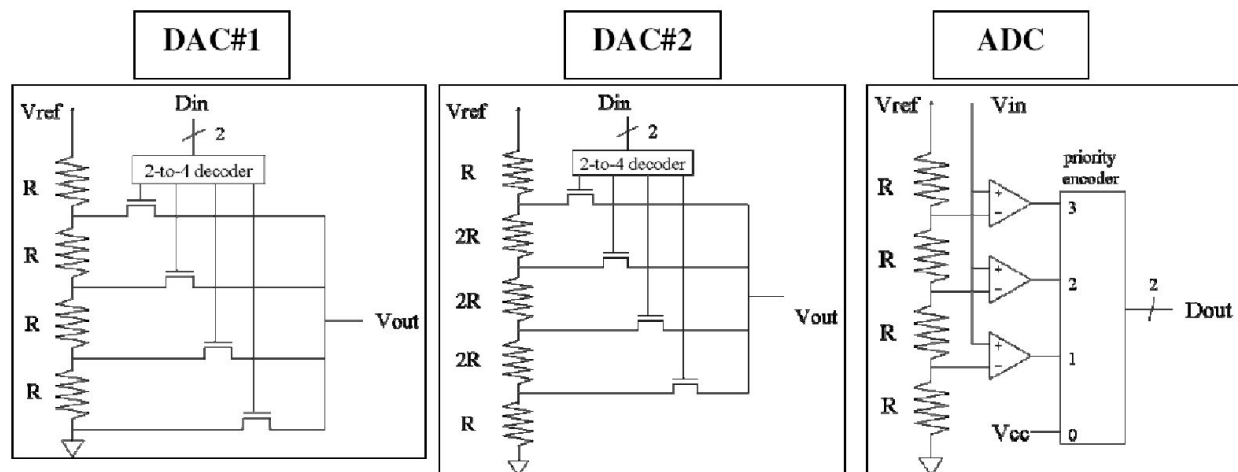 DAC#1
Vref
Din
2
2-to-4 decoder
R
R
R
R
Vout
DAC#2
Din
Vref
2
2-to-4 decoder
R
2R
2R
2R
R
Vout
ADC
Vref
Vin
priority
encoder
R
R
R
R
+
-
+
-
+
-
3
2
1
0
2
Dout
Vcc